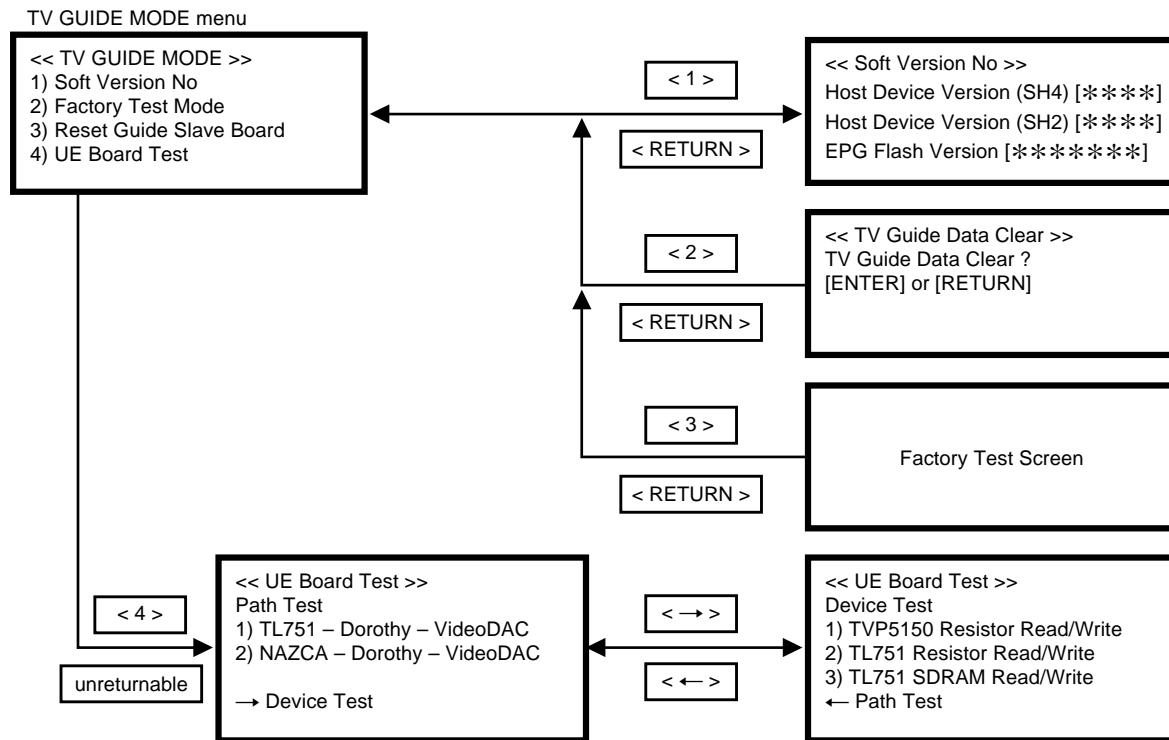 TV GUIDE MODE menu
<< TV GUIDE MODE >>
1) Soft Version No
2) Factory Test Mode
3) Reset Guide Slave Board
4) UE Board Test
< 1 >
< RETURN >
<< Soft Version No >>
Host Device Version (SH4) [****]
Host Device Version (SH2) [****]
EPG Flash Version [*******]
< 2 >
< RETURN >
<< TV Guide Data Clear >>
TV Guide Data Clear ?
[ENTER] or [RETURN]
< 3 >
< RETURN >
Factory Test Screen
< 4 >
unreturnable
<< UE Board Test >>
Path Test
1) TL751 – Dorothy – VideoDAC
2) NAZCA – Dorothy – VideoDAC
→ Device Test
< → >
< ← >
<< UE Board Test >>
Device Test
1) TVP5150 Resistor Read/Write
2) TL751 Resistor Read/Write
3) TL751 SDRAM Read/Write
← Path Test